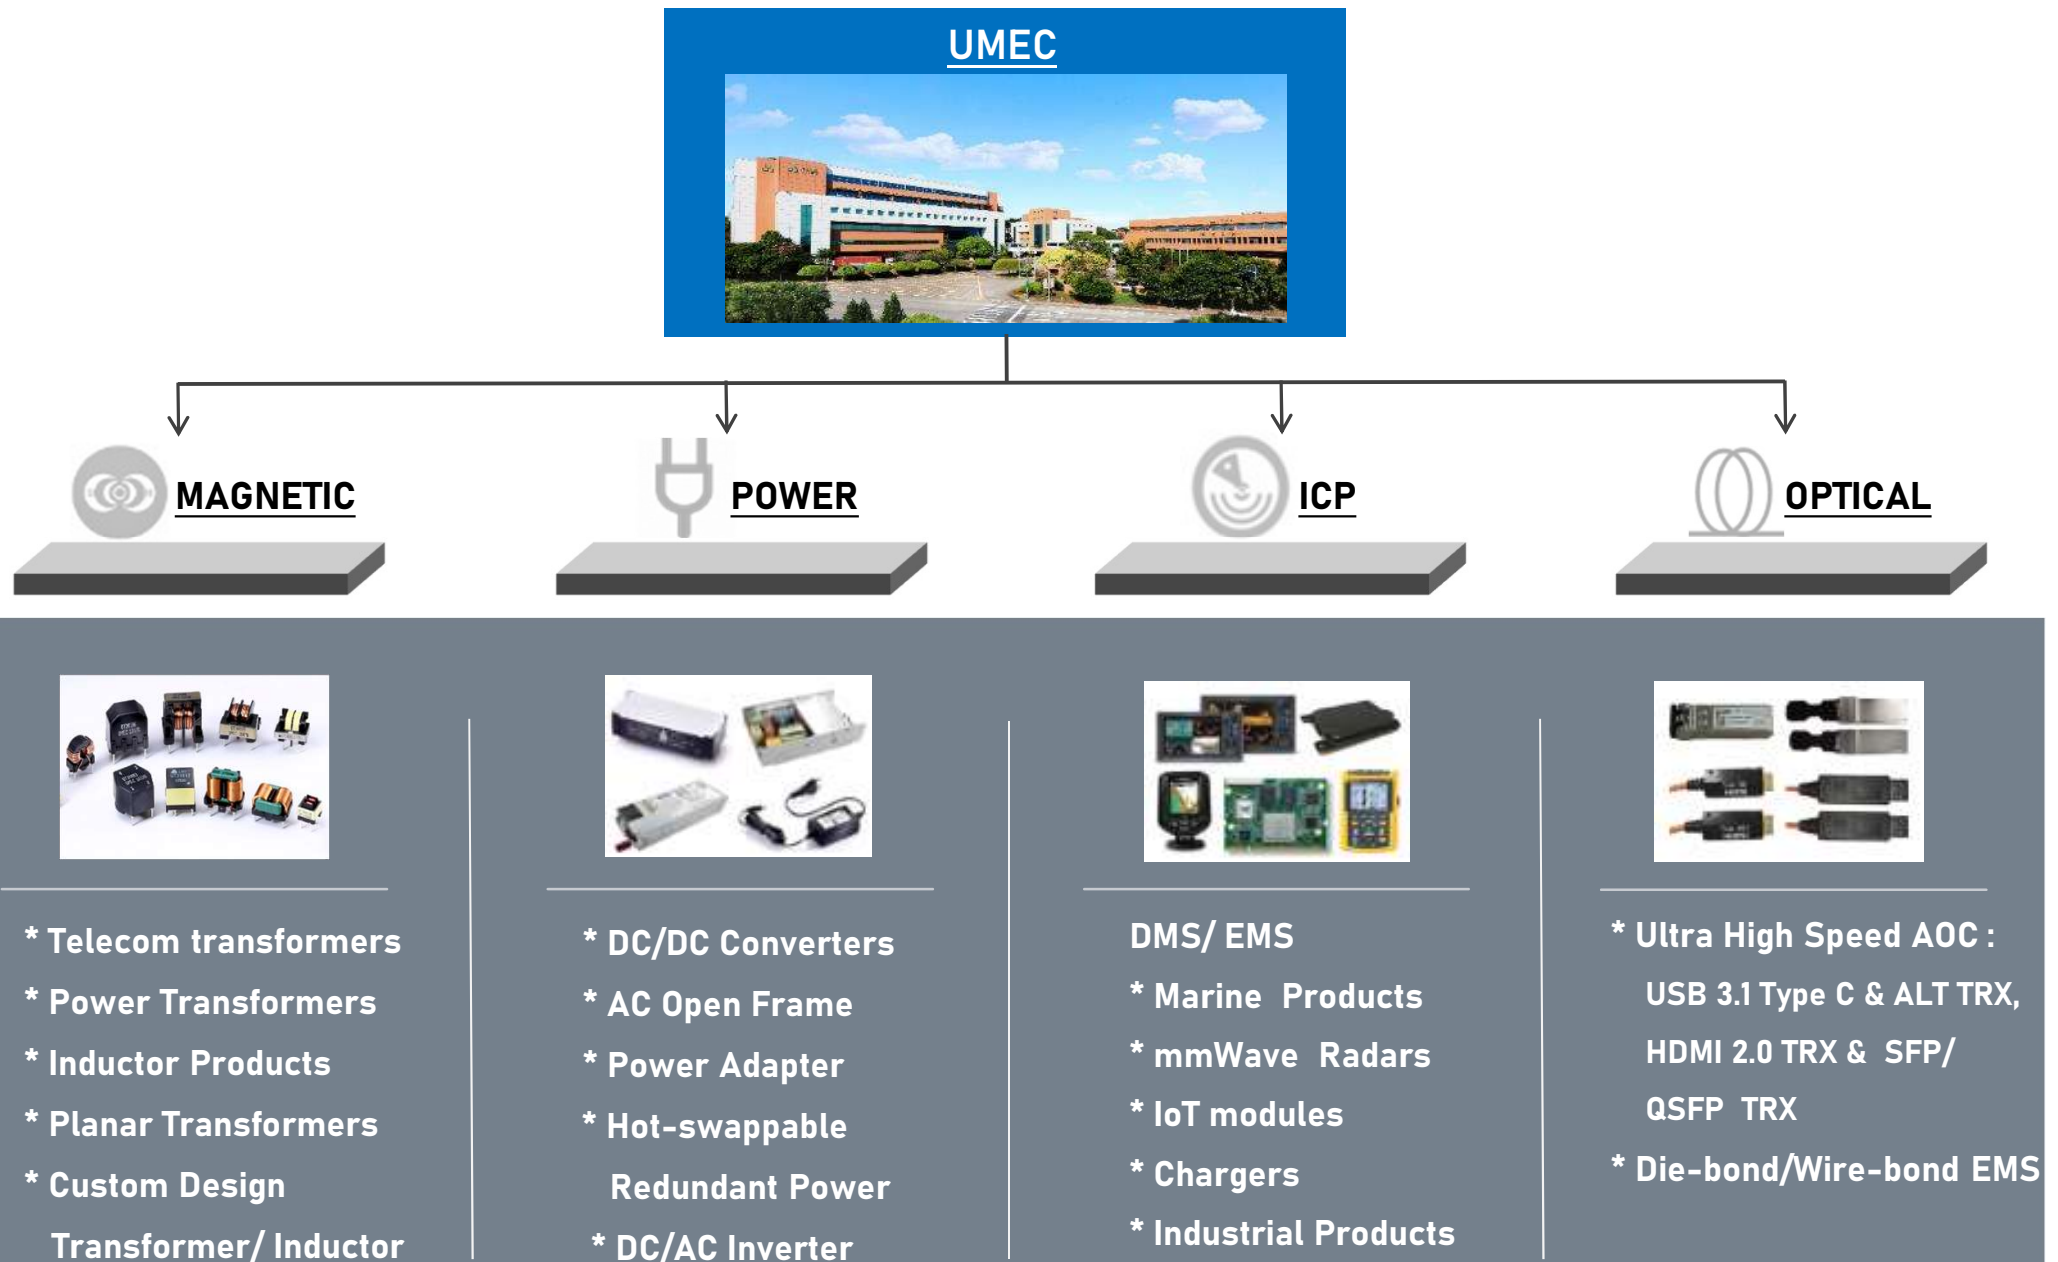 UMEC
MAGNETIC
POWER
ICP
OPTICAL
* Telecom transformers
* Power Transformers
* Inductor Products
* Planar Transformers
* Custom Design
Transformer/ Inductor
* DC/DC Converters
* AC Open Frame
* Power Adapter
* Hot-swappable
Redundant Power
* DC/AC Inverter
DMS/ EMS
* Marine Products
* mmWave Radars
* IoT modules
* Chargers
* Industrial Products
* Ultra High Speed AOC :
USB 3.1 Type C & ALT TRX,
HDMI 2.0 TRX & SFP/
QSFP TRX
* Die-bond/Wire-bond EMS